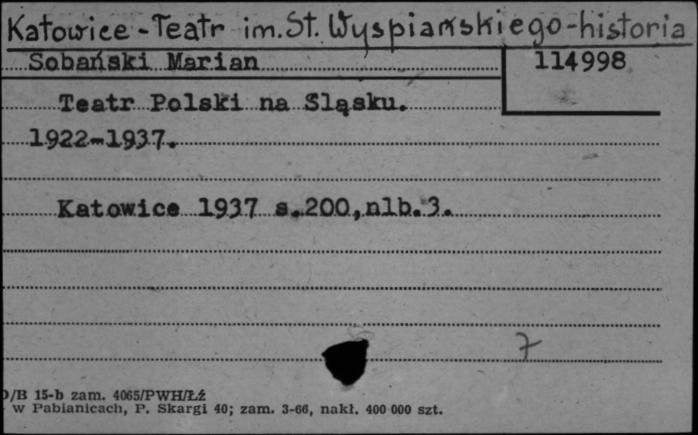 Katowice - Teatr im. St. Wyspiańskiego - historia
Sobański Marian
114998
Teatr Polski na Śląsku.
1922-1937.
Katowice 1937 s.200,nlb.3.
7
/B 15-b zam. 4065/PWH/Łź
w Pabianicach, P. Skargi 40; zam. 3-66, nakł. 400 000 szt.